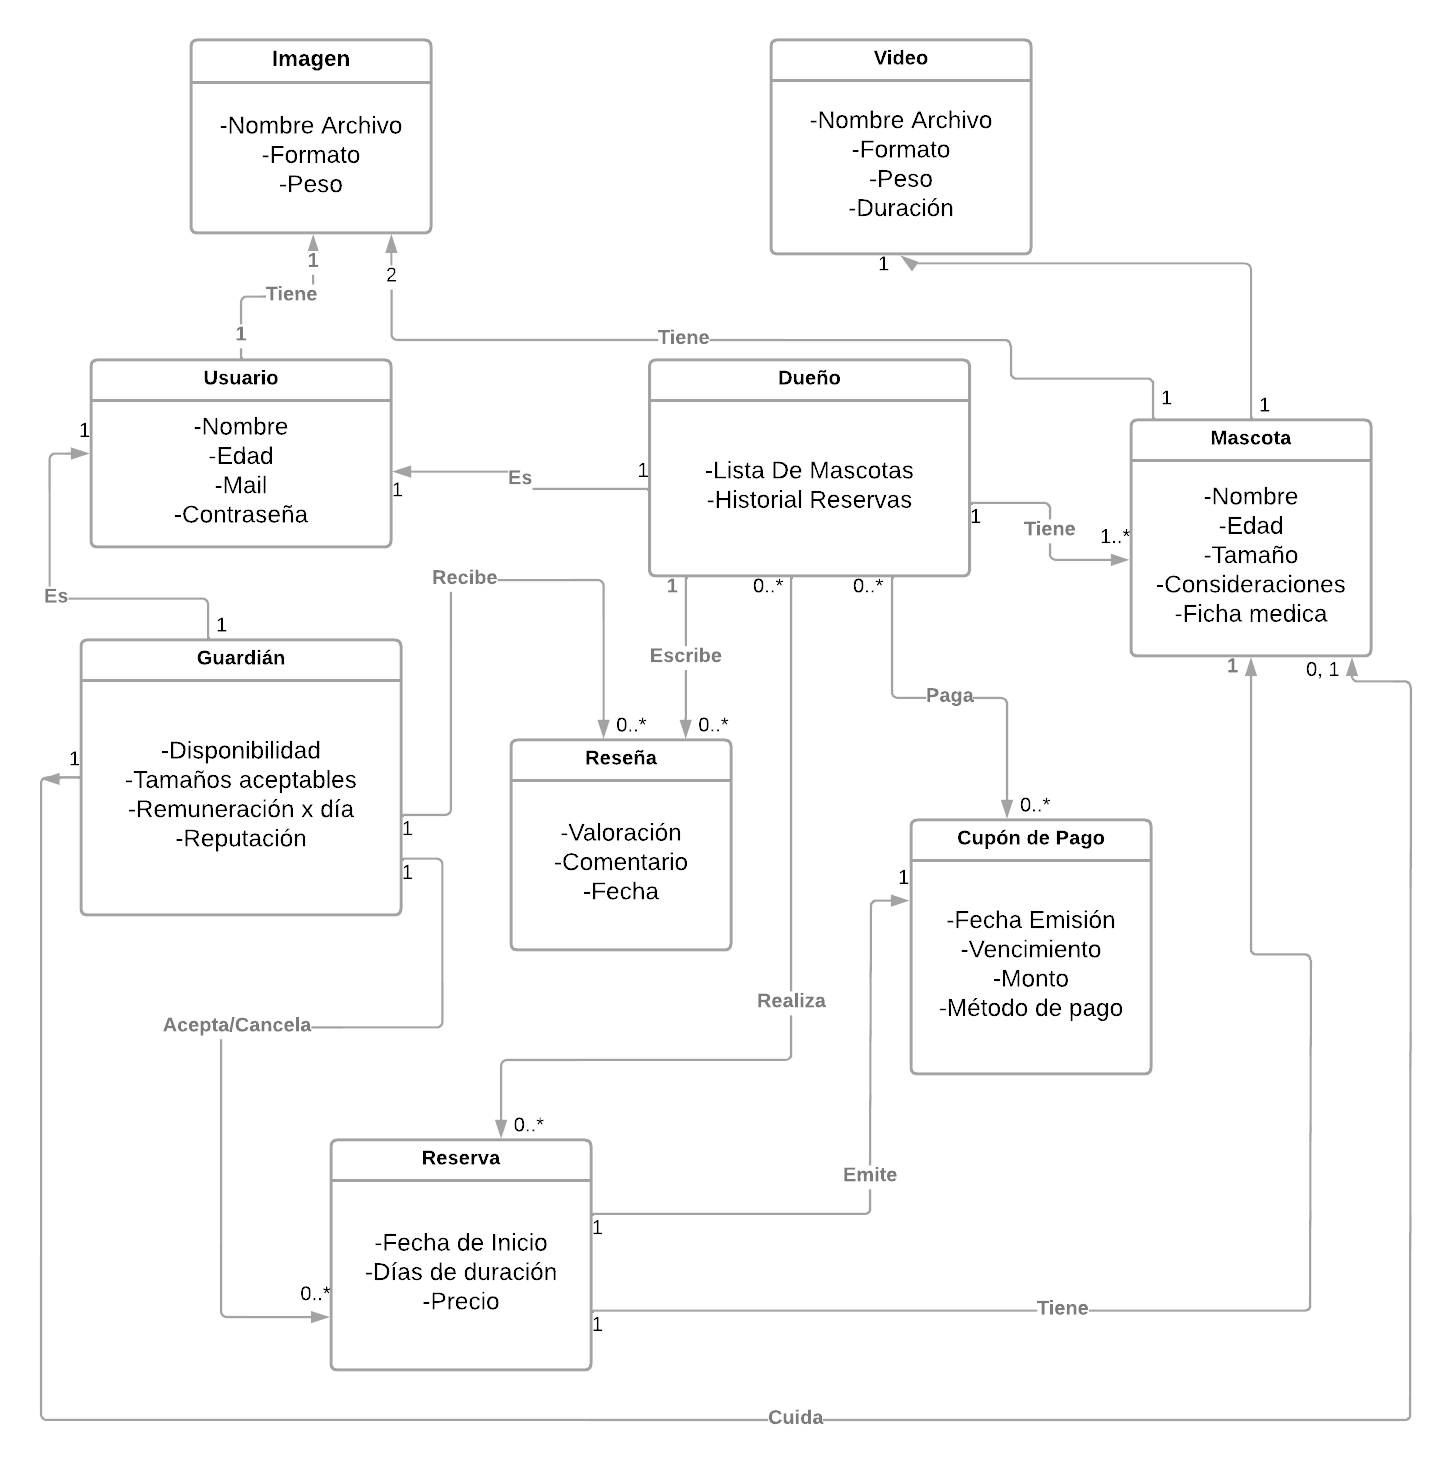 Imagen
-Nombre Archivo
-Formato
-Peso
Video
-Nombre Archivo
-Formato
-Peso
-Duración
1
2
1
Tiene
1
Tiene
1
1
Usuario
-Nombre
-Edad
-Mail
-Contraseña
1
1
Es
1
Dueño
-Lista De Mascotas
-Historial Reservas
1
Tiene
1..*
Mascota
-Nombre
-Edad
-Tamaño
-Consideraciones
-Ficha medica
Es
1
Recibe
1
0..*
0..*
Escribe
Paga
1
0, 1
Guardián
-Disponibilidad
-Tamaños aceptables
-Remuneración x día
-Reputación
1
1
1
0..*
0..*
Reseña
-Valoración
-Comentario
-Fecha
0..*
Cupón de Pago
-Fecha Emisión
-Vencimiento
-Monto
-Método de pago
1
Realiza
Acepta/Cancela
0..*
Emite
0..*
Reserva
-Fecha de Inicio
-Días de duración
-Precio
1
1
Tiene
Cuida